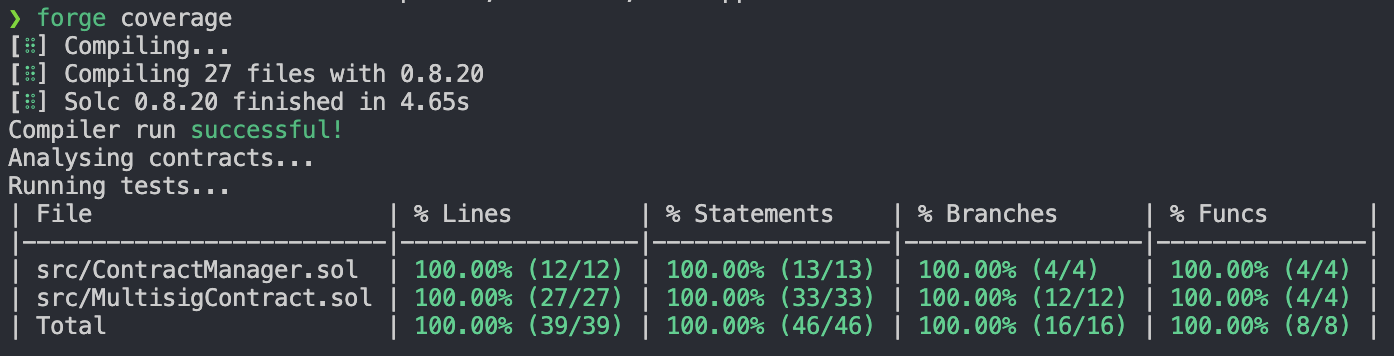 ❯ forge coverage
[⠿] Compiling...
[⠿] Compiling 27 files with 0.8.20
[⠿] Solc 0.8.20 finished in 4.65s
Compiler run successful!
Analysing contracts...
Running tests...
| File                      | % Lines         | % Statements    | % Branches      | % Funcs       |
|---------------------------|-----------------|-----------------|-----------------|---------------|
| src/ContractManager.sol   | 100.00% (12/12) | 100.00% (13/13) | 100.00% (4/4)   | 100.00% (4/4) |
| src/MultisigContract.sol  | 100.00% (27/27) | 100.00% (33/33) | 100.00% (12/12) | 100.00% (4/4) |
| Total                     | 100.00% (39/39) | 100.00% (46/46) | 100.00% (16/16) | 100.00% (8/8) |